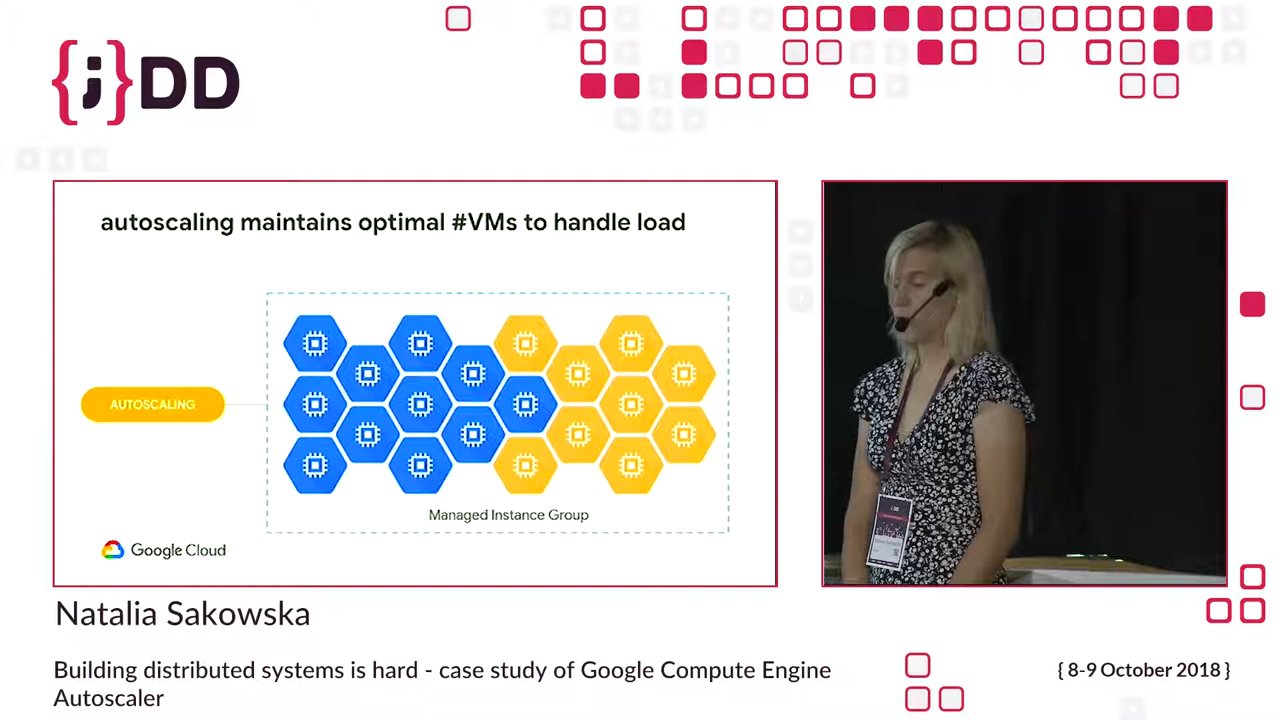 {;}DD
autoscaling maintains optimal #VMs to handle load
AUTOSCALING
Managed Instance Group
Google Cloud
Natalia Sakowska
Building distributed systems is hard - case study of Google Compute Engine
Autoscaler
{ 8-9 October 2018 }